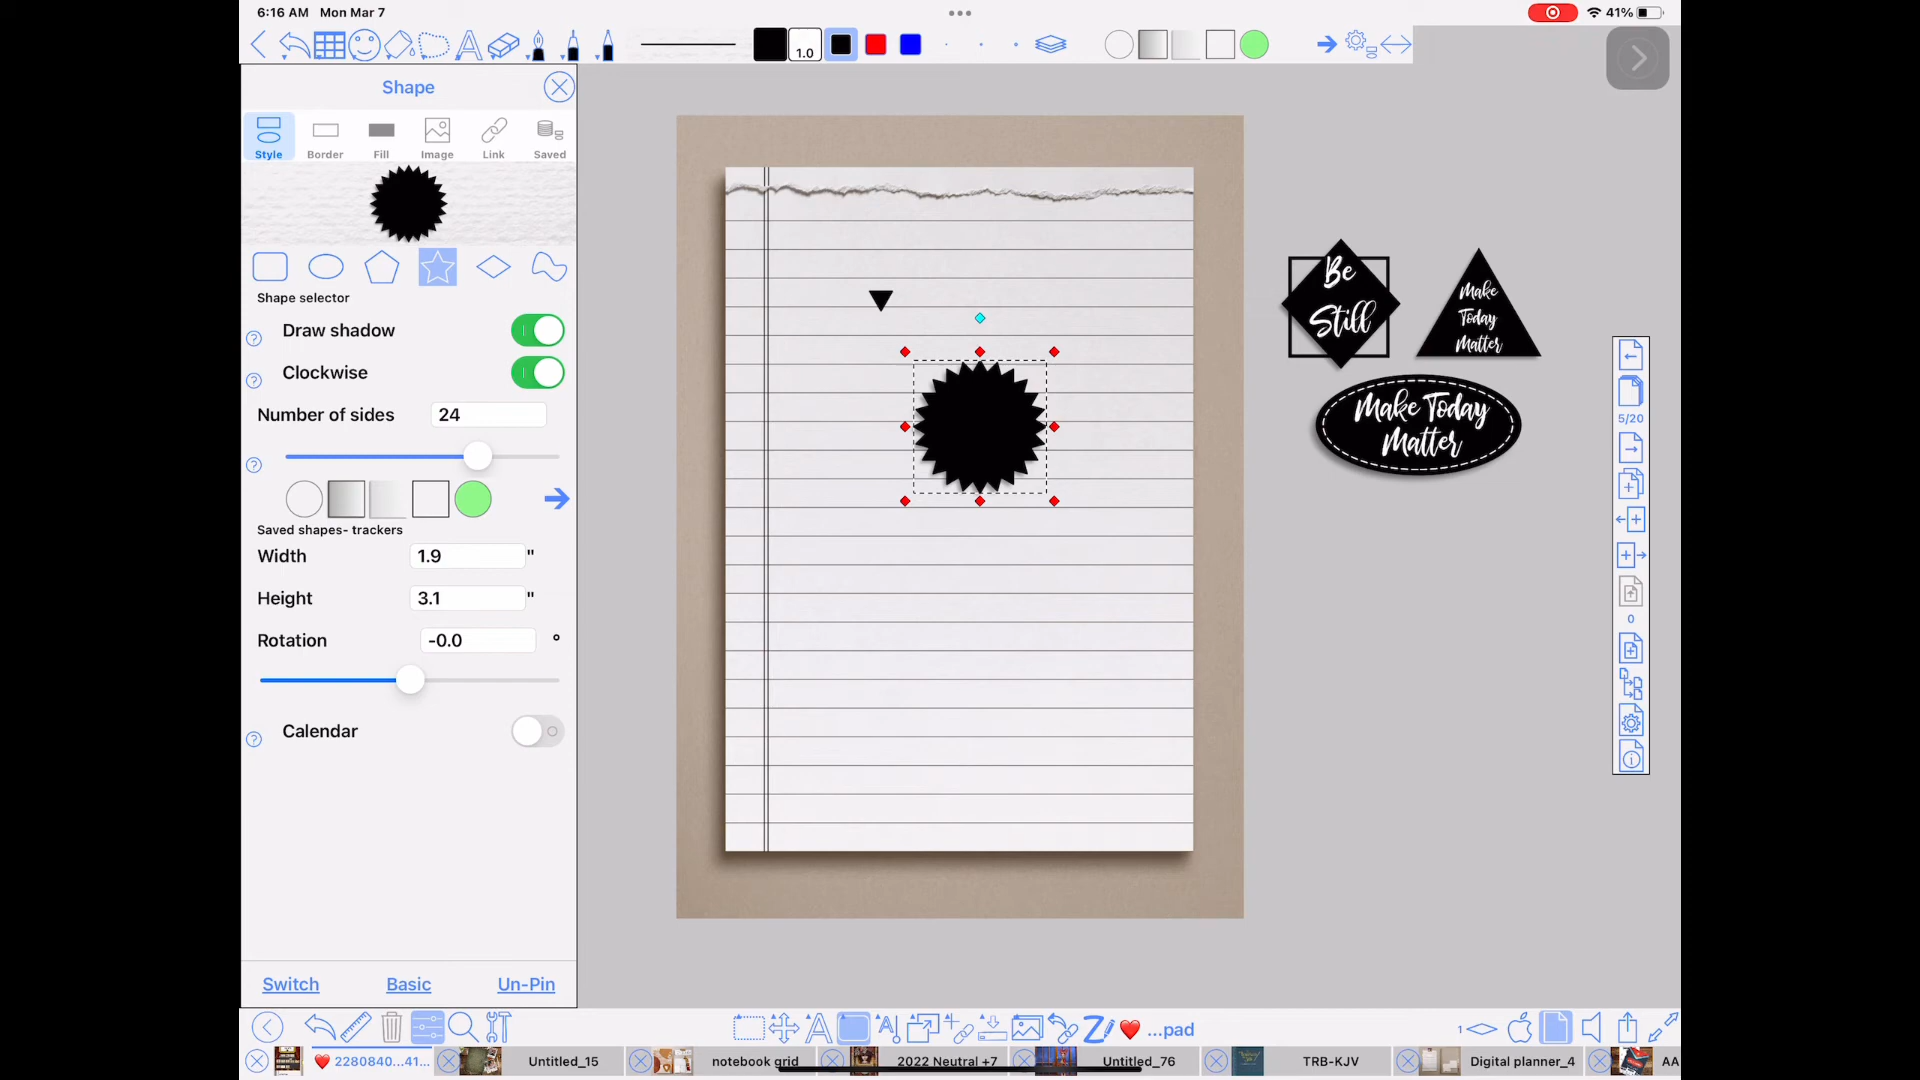 6:16 AM Mon Mar 7
41%
1.0
Shape
Style
Border
Fill
Image
Link
Saved
Shape selector
Draw shadow
Clockwise
Number of sides
24
Saved shapes- trackers
Width
1.9
"
Height
3.1
"
Rotation
-0.0
°
Calendar
Switch
Basic
Un-Pin
Be
Still
Make
Today
Matter
Make Today
Matter
5/20
0
...pad
1
2280840...41...
Untitled_15
notebook grid
2022 Neutral +7
Untitled_76
TRB-KJV
Digital planner_4
AA